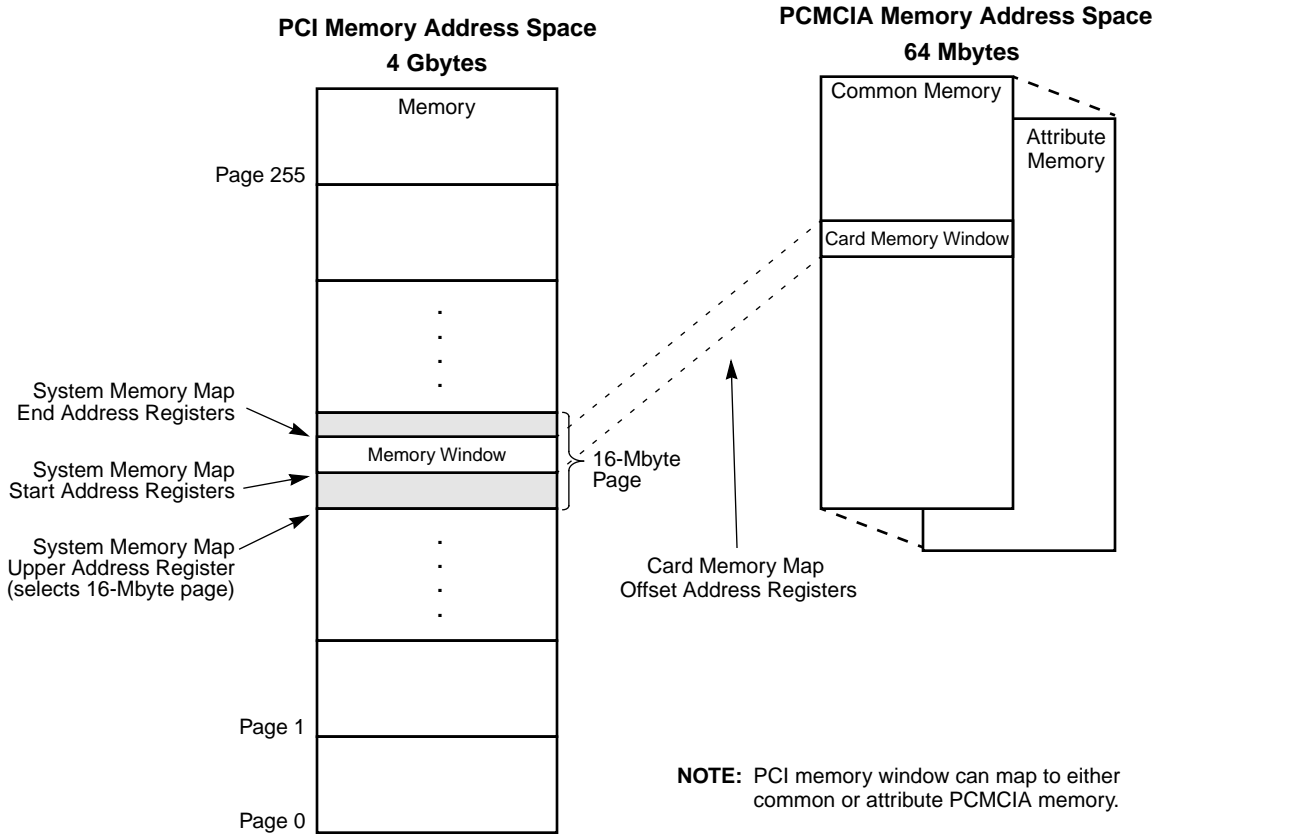 PCI Memory Address Space
4 Gbytes
Memory
Page 255
System Memory Map
End Address Registers
Memory Window
System Memory Map
Start Address Registers
16-Mbyte
Page
System Memory Map
Upper Address Register
(selects 16-Mbyte page)
Page 1
Page 0
PCMCIA Memory Address Space
64 Mbytes
Common Memory
Attribute
Memory
Card Memory Window
Card Memory Map
Offset Address Registers
NOTE: PCI memory window can map to either
common or attribute PCMCIA memory.